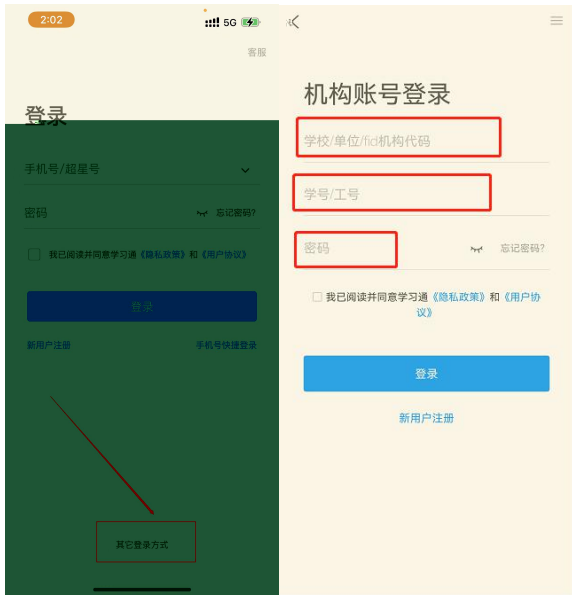 2:02
5G
客服
登录
手机号/超星号
密码
忘记密码?
我已阅读并同意学习通《隐私政策》和《用户协议》
登录
新用户注册
手机号快捷登录
其它登录方式
机构账号登录
学校/单位/fid机构代码
学号/工号
密码
忘记密码?
我已阅读并同意学习通《隐私政策》和《用户协
议》
登录
新用户注册